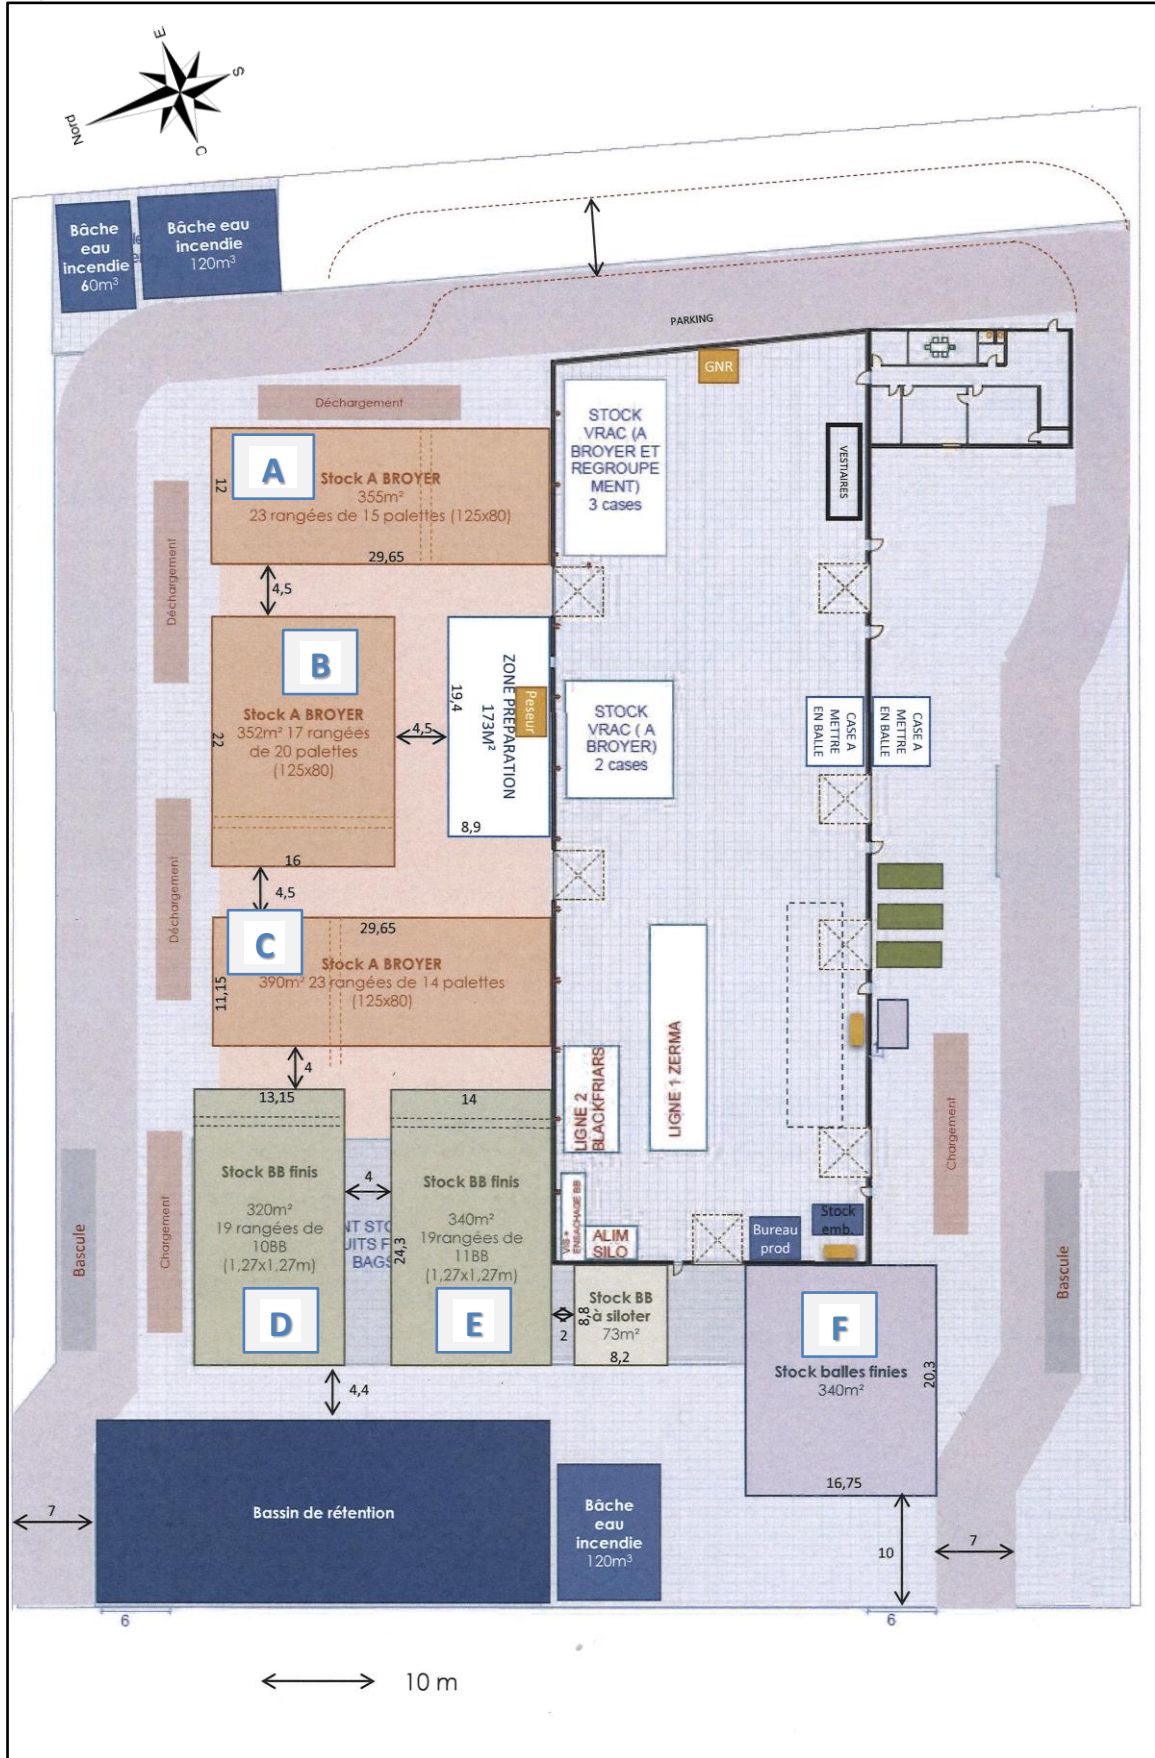 E
S
Nord
C
Bâche
eau
incendie
60m³
Bâche eau
incendie
120m³
PARKING
GNR
Déchargement
A
Stock A BROYER
355m²
23 rangées de 15 palettes (125x80)
12
29,65
STOCK
VRAC (A
BROYER ET
REGROUPE
MENT)
3 cases
VESTIAIRES
Déchargement
4,5
B
Stock A BROYER
352m² 17 rangées
de 20 palettes
(125x80)
22
16
4,5
ZONE PREPARATION
173M²
19,4
8,9
Peseur
STOCK
VRAC ( A
BROYER)
2 cases
CASE A
METTRE
EN BALLE
CASE A
METTRE
EN BALLE
Déchargement
4,5
C
29,65
Stock A BROYER
390m² 23 rangées de 14 palettes
(125x80)
11,15
4
LIGNE 2
BLACKFRIARS
LIGNE 1 ZERMA
Chargement
13,15
14
Stock BB finis
320m²
19 rangées de
10BB
(1,27x1,27m)
D
4
NT STO
UITS F
BAGS
Stock BB finis
340m²
19rangées de
11BB
(1,27x1,27m)
24,3
E
Chargement
Bascule
VIS +
ENSACHAGE BB
ALIM
SILO
Bureau
prod
Stock
emb.
Bascule
2
8,8
Stock BB
à siloter
73m²
8,2
F
Stock balles finies
340m²
20,3
16,75
4,4
Bassin de rétention
Bâche
eau
incendie
120m³
7
10
7
6
6
10 m